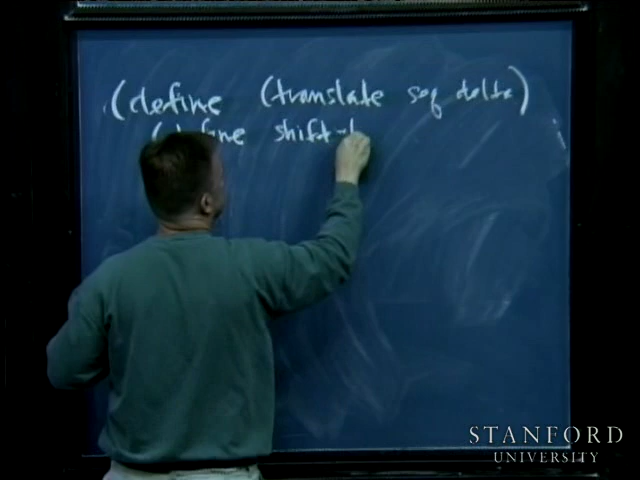 (define (translate seq delta)
(define shift-
STANFORD
UNIVERSITY